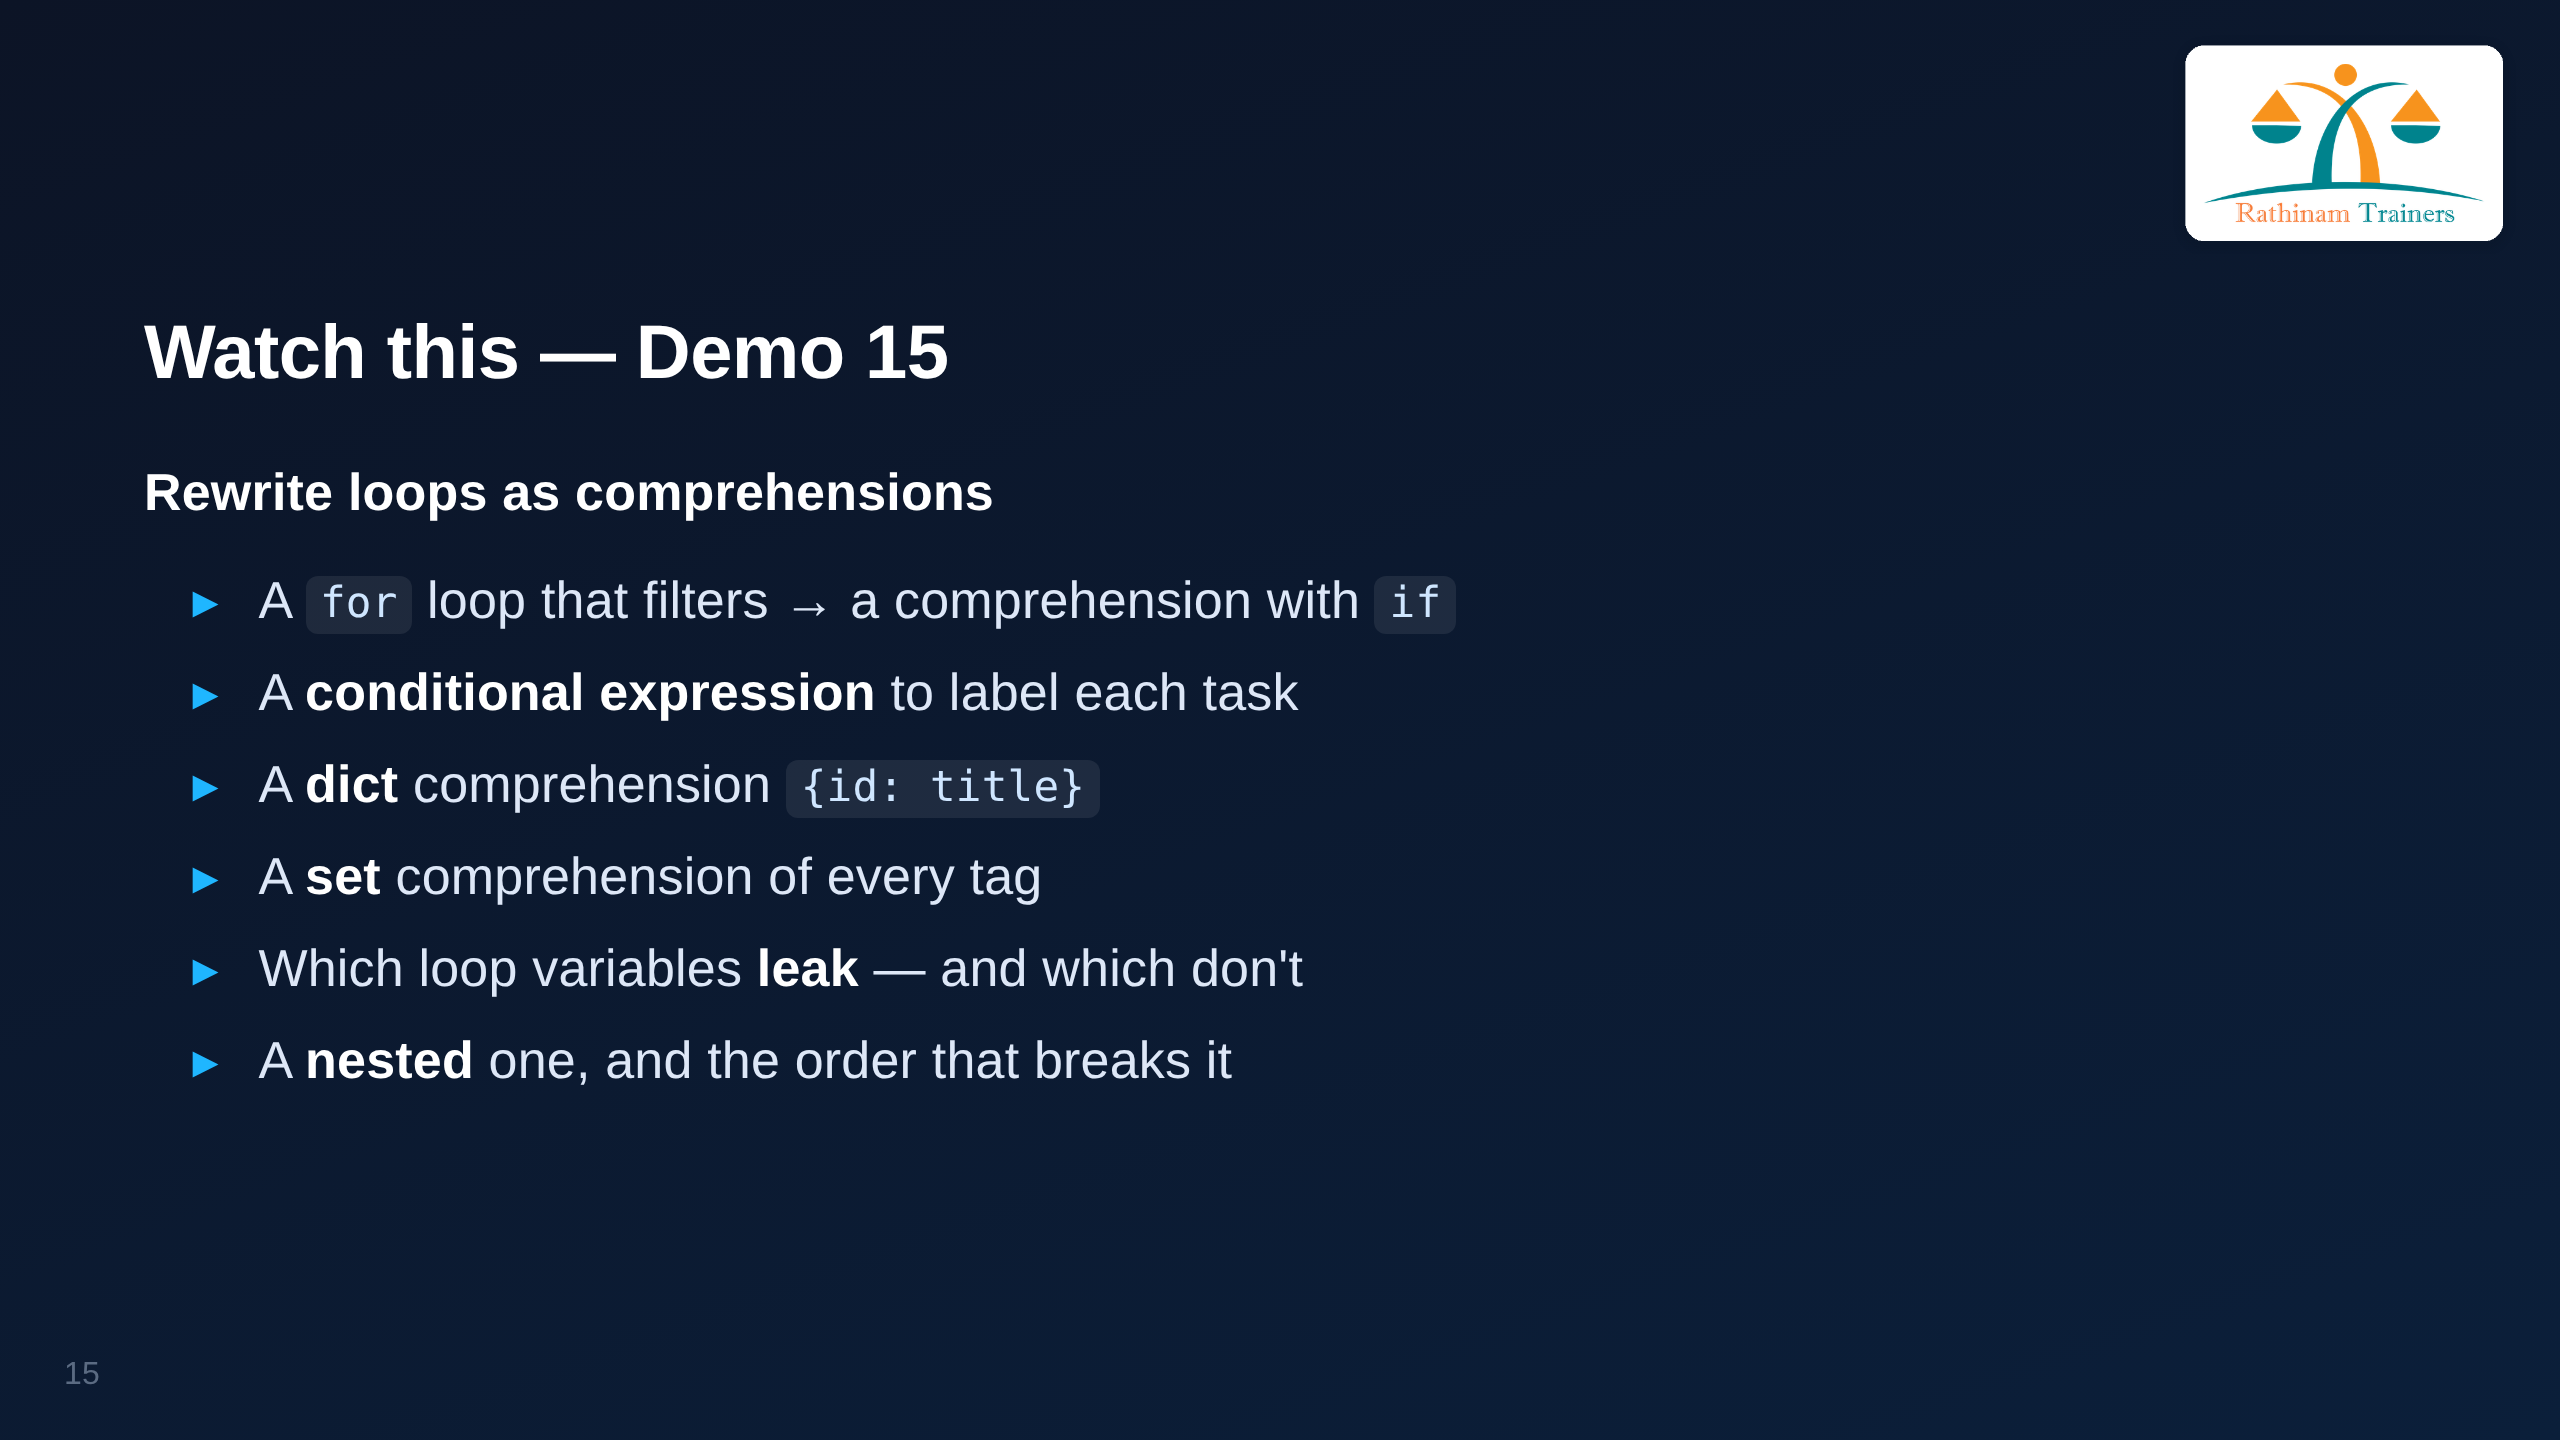 Rathinam Trainers
Watch this — Demo 15
Rewrite loops as comprehensions
► A for loop that filters → a comprehension with if
► A conditional expression to label each task
► A dict comprehension {id: title}
► A set comprehension of every tag
► Which loop variables leak — and which don't
► A nested one, and the order that breaks it
15